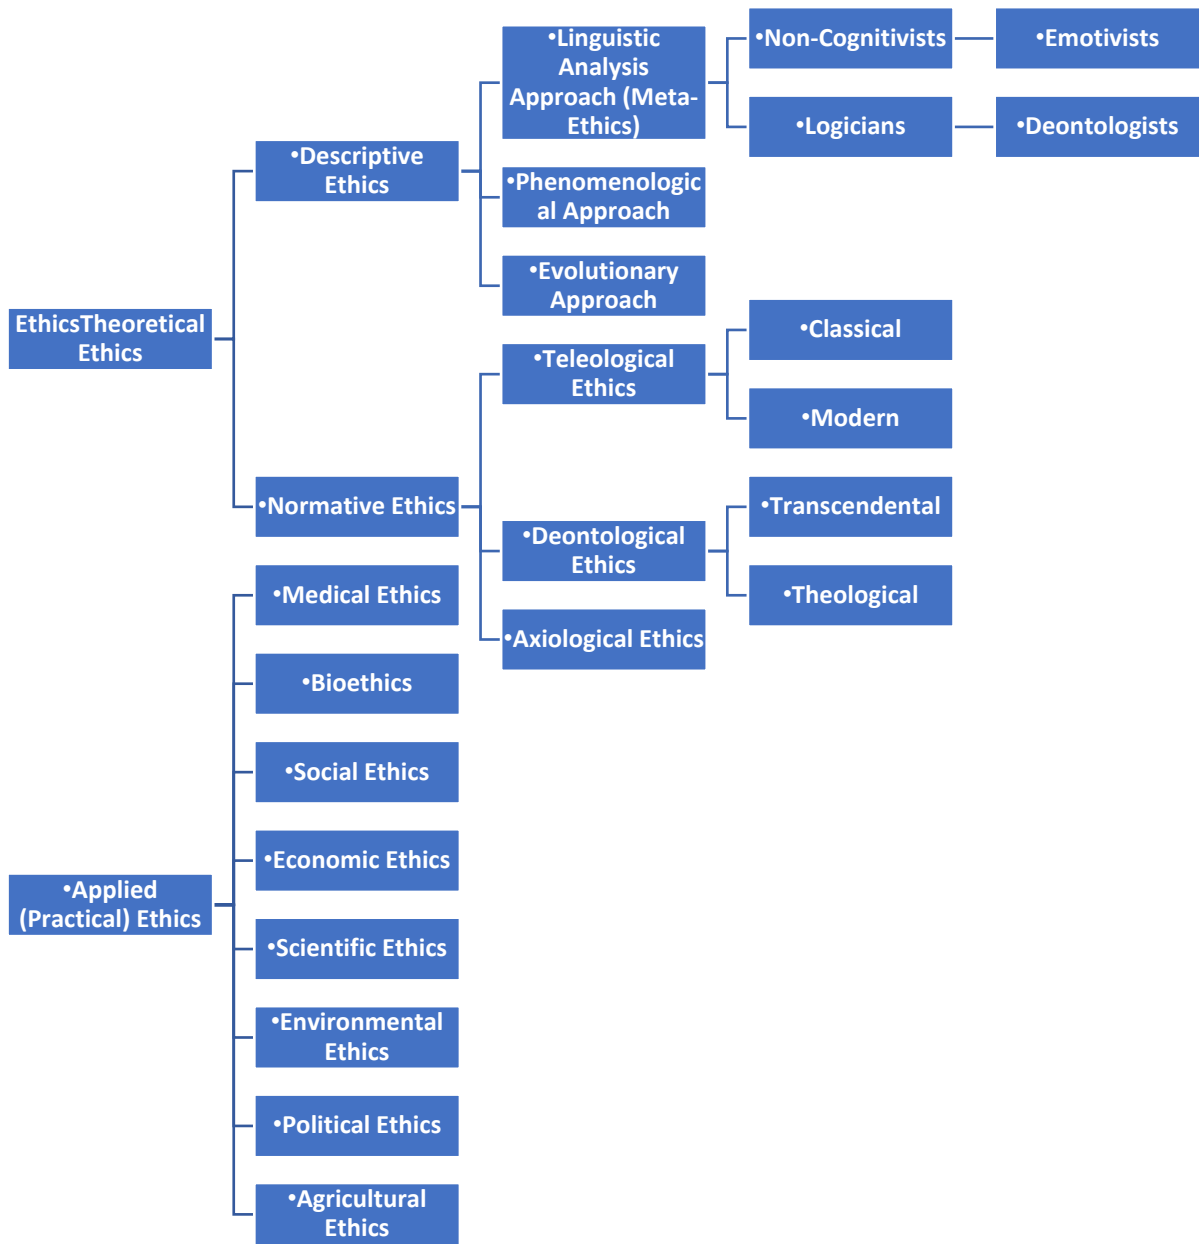 EthicsTheoretical
Ethics
•Descriptive
Ethics
•Linguistic
Analysis
Approach (Meta-
Ethics)
•Non-Cognitivists
•Emotivists
•Logicians
•Deontologists
•Phenomenologic
al Approach
•Evolutionary
Approach
•Normative Ethics
•Teleological
Ethics
•Classical
•Modern
•Deontological
Ethics
•Transcendental
•Theological
•Axiological Ethics
•Applied
(Practical) Ethics
•Medical Ethics
•Bioethics
•Social Ethics
•Economic Ethics
•Scientific Ethics
•Environmental
Ethics
•Political Ethics
•Agricultural
Ethics